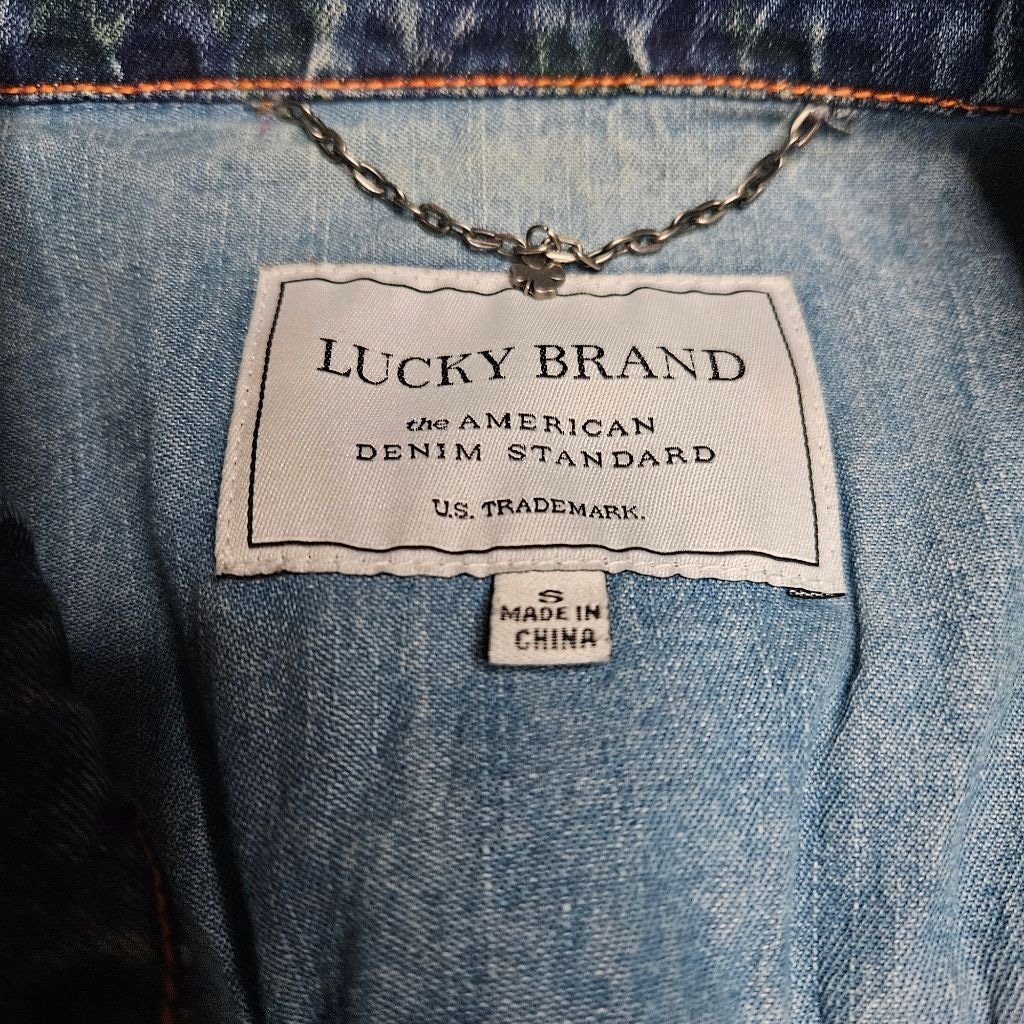 LUCKY BRAND
the AMERICAN
DENIM STANDARD
U.S. TRADEMARK.
S
MADE IN
CHINA